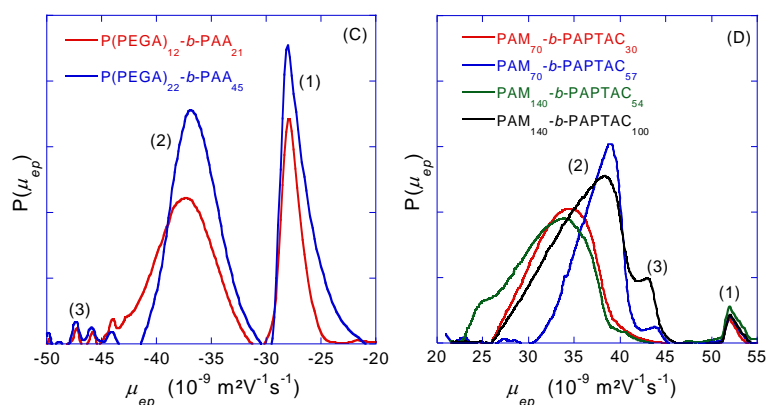 (C)
P(PEGA)₁₂-b-PAA₂₁
P(PEGA)₂₂-b-PAA₄₅
(1)
(2)
(3)
P(μₑₚ)
-50 -45 -40 -35 -30 -25 -20
μₑₚ (10⁻⁹ m²V⁻¹s⁻¹)
(D)
PAM₇₀-b-PAPTAC₃₀
PAM₇₀-b-PAPTAC₅₇
PAM₁₄₀-b-PAPTAC₅₄
PAM₁₄₀-b-PAPTAC₁₀₀
(2)
(3)
(1)
P(μₑₚ)
20 25 30 35 40 45 50 55
μₑₚ (10⁻⁹ m²V⁻¹s⁻¹)